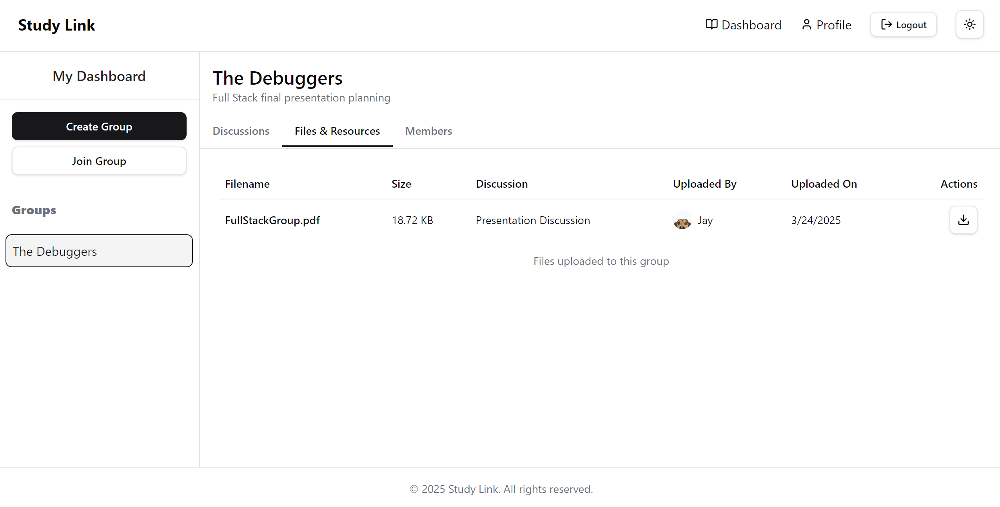 Study Link
Dashboard
Profile
Logout
My Dashboard
Create Group
Join Group
Groups
The Debuggers
The Debuggers
Full Stack final presentation planning
Discussions Files & Resources Members
Filename Size Discussion Uploaded By Uploaded On Actions
FullStackGroup.pdf 18.72 KB Presentation Discussion Jay 3/24/2025
Files uploaded to this group
© 2025 Study Link. All rights reserved.